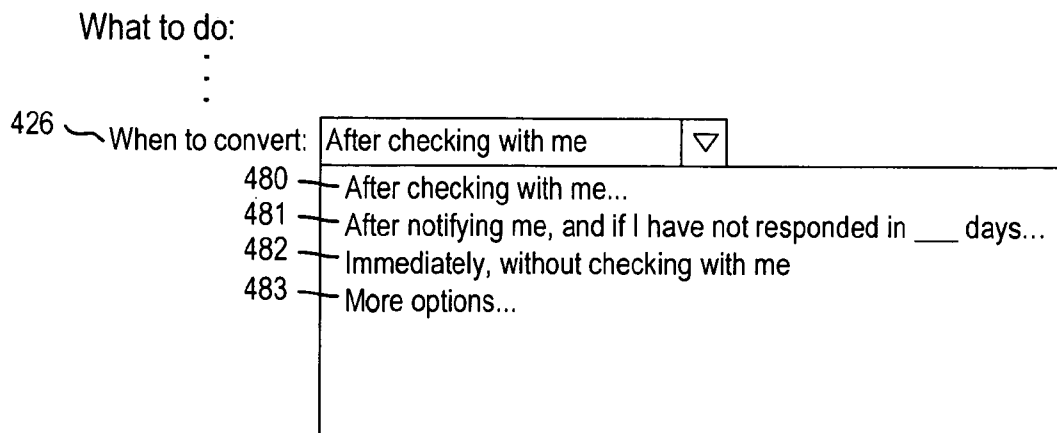 What to do:
426 When to convert: After checking with me
480 After checking with me...
481 After notifying me, and if I have not responded in ___ days...
482 Immediately, without checking with me
483 More options...